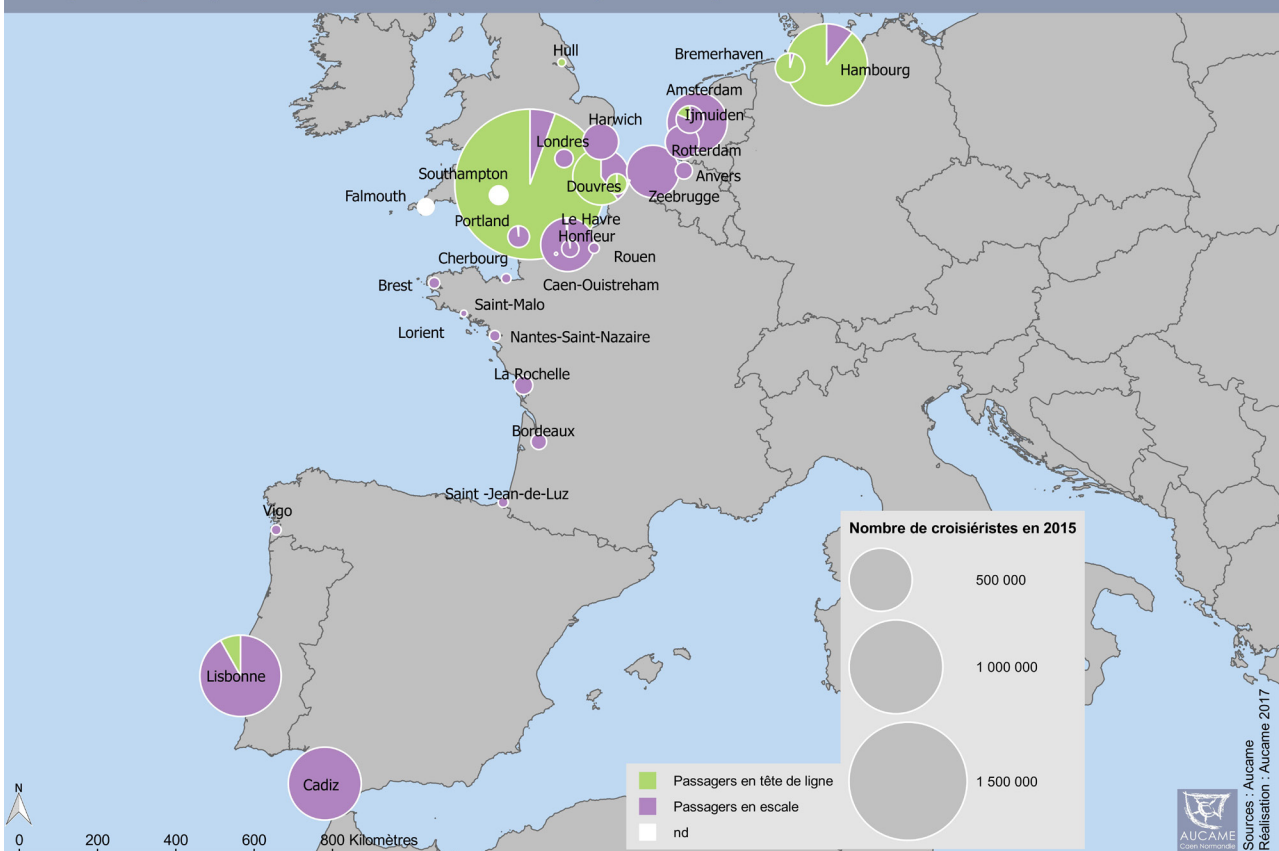 Hull
Bremerhaven
Hambourg
Amsterdam
Ijmuiden
Harwich
Londres
Rotterdam
Southampton
Anvers
Douvres
Falmouth
Zeebrugge
Portland
Le Havre
Honfleur
Rouen
Cherbourg
Brest
Caen-Ouistreham
Saint-Malo
Lorient
Nantes-Saint-Nazaire
La Rochelle
Bordeaux
Saint -Jean-de-Luz
Vigo
Lisbonne
Cadiz
Nombre de croisiéristes en 2015
500 000
1 000 000
1 500 000
Passagers en tête de ligne
Passagers en escale
nd
N
0 200 400 600 800 Kilomètres
AUCAME
Caen Normandie
Sources : Aucame
Réalisation : Aucame 2017